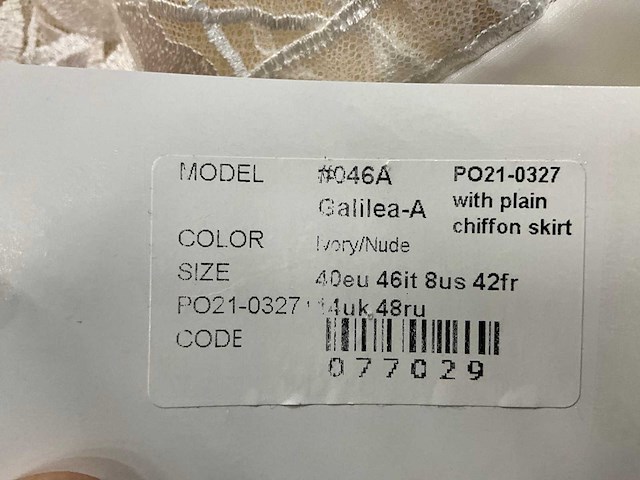 MODEL #046A PO21-0327
Galilea-A with plain
chiffon skirt
COLOR Ivory/Nude
SIZE 40eu 46it 8us 42fr
PO21-0327 14uk 48ru
CODE
077029